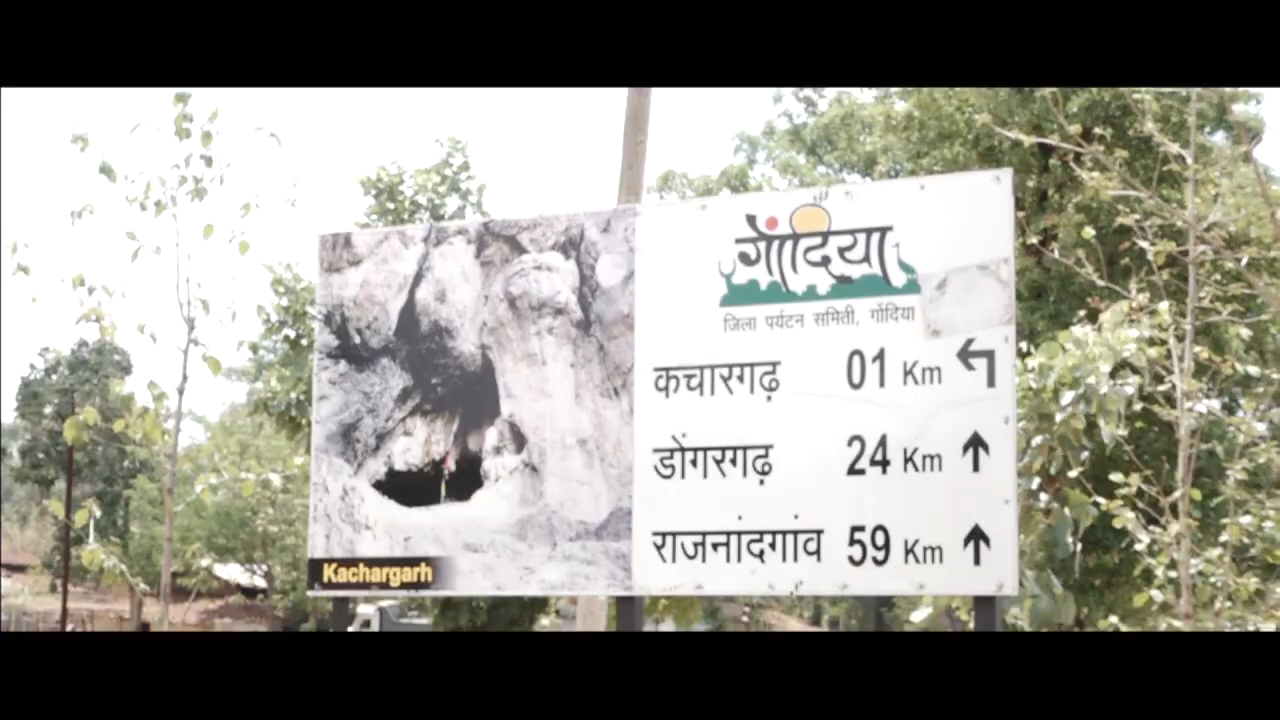 गोंदिया
जिला पर्यटन समिती, गोंदिया
कचारगढ़ 01 Km
डोंगरगढ़ 24 Km
राजनांदगांव 59 Km
Kachargarh